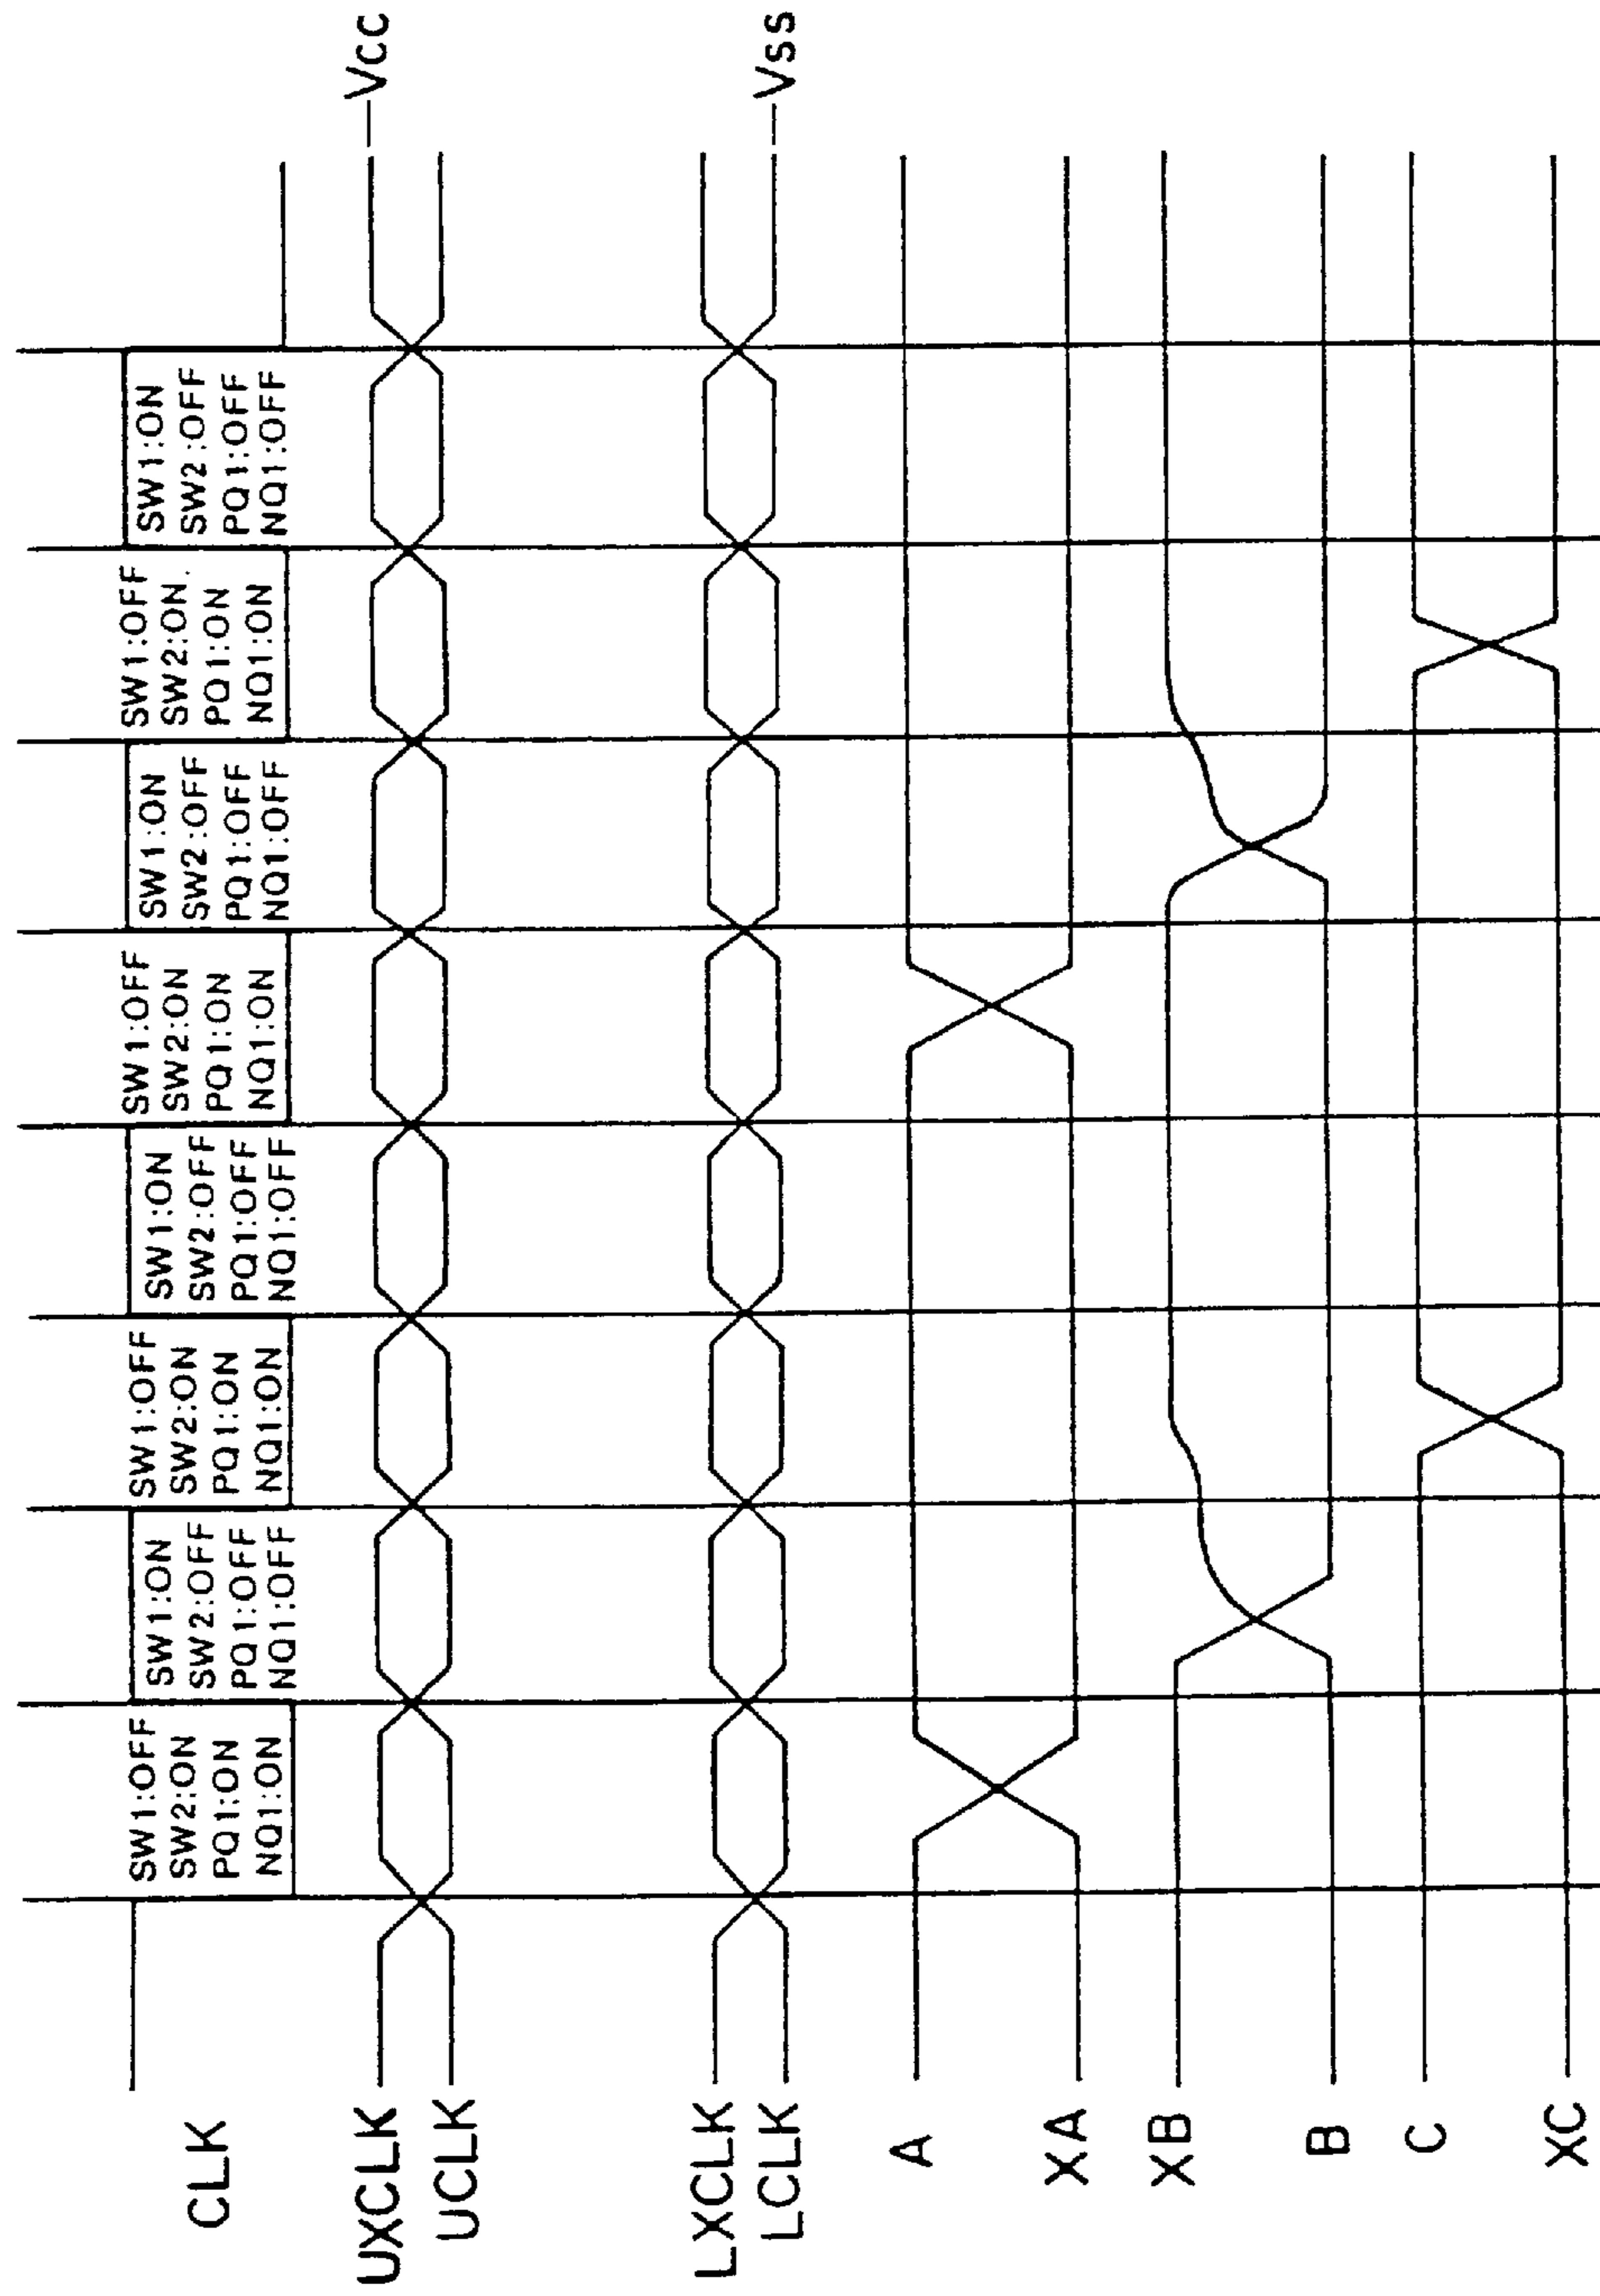 CLK
SW1:OFF
SW2:ON
PQ1:ON
NQ1:ON
SW1:ON
SW2:OFF
PQ1:OFF
NQ1:OFF
SW1:OFF
SW2:ON
PQ1:ON
NQ1:ON
SW1:ON
SW2:OFF
PQ1:OFF
NQ1:OFF
SW1:OFF
SW2:ON
PQ1:ON
NQ1:ON
SW1:ON
SW2:OFF
PQ1:OFF
NQ1:OFF
SW1:OFF
SW2:ON.
PQ1:ON
NQ1:ON
SW1:ON
SW2:OFF
PQ1:OFF
NQ1:OFF
UXCLK
Vcc
UCLK
LXCLK
LCLK
Vss
A
XA
XB
B
C
XC